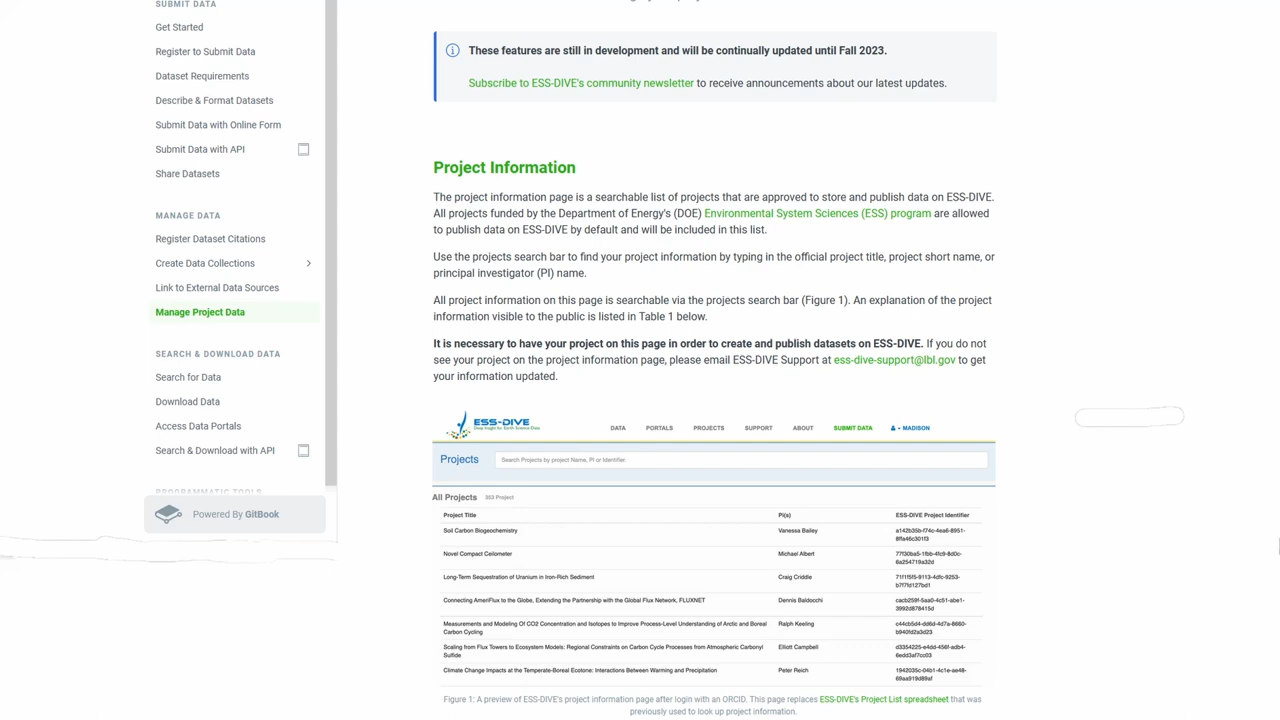 SUBMIT DATA
Get Started
Register to Submit Data
Dataset Requirements
Describe & Format Datasets
Submit Data with Online Form
Submit Data with API
Share Datasets
MANAGE DATA
Register Dataset Citations
Create Data Collections
Link to External Data Sources
Manage Project Data
SEARCH & DOWNLOAD DATA
Search for Data
Download Data
Access Data Portals
Search & Download with API
PROGRAMMATIC TOOLS
Powered By GitBook
These features are still in development and will be continually updated until Fall 2023.
Subscribe to ESS-DIVE's community newsletter to receive announcements about our latest updates.
Project Information
The project information page is a searchable list of projects that are approved to store and publish data on ESS-DIVE.
All projects funded by the Department of Energy's (DOE) Environmental System Sciences (ESS) program are allowed
to publish data on ESS-DIVE by default and will be included in this list.
Use the projects search bar to find your project information by typing in the official project title, project short name, or
principal investigator (PI) name.
All project information on this page is searchable via the projects search bar (Figure 1). An explanation of the project
information visible to the public is listed in Table 1 below.
It is necessary to have your project on this page in order to create and publish datasets on ESS-DIVE. If you do not
see your project on the project information page, please email ESS-DIVE Support at ess-dive-support@lbl.gov to get
your information updated.
ESS-DIVE
Deep Insight for Earth Science Data
DATA PORTALS PROJECTS SUPPORT ABOUT SUBMIT DATA MADISON
Projects Search Projects by project Name, PI or Identifier.
All Projects 353 Project
Project Title PI(s) ESS-DIVE Project Identifier
Soil Carbon Biogeochemistry Vanessa Bailey
Novel Compact Ceilometer Michael Albert
Long-Term Sequestration of Uranium in Iron-Rich Sediment Craig Criddle
Connecting AmeriFlux to the Globe, Extending the Partnership with the Global Flux Network, FLUXNET Dennis Baldocchi
Measurements and Modeling Of CO2 Concentration and Isotopes to Improve Process-Level Understanding of Arctic and Boreal Ralph Keeling
Carbon Cycling
Scaling from Flux Towers to Ecosystem Models: Regional Constraints on Carbon Cycle Processes from Atmospheric Carbonyl Elliott Campbell
Sulfide
Climate Change Impacts at the Temperate-Boreal Ecotone: Interactions Between Warming and Precipitation Peter Reich
Figure 1: A preview of ESS-DIVE's project information page after login with an ORCID. This page replaces ESS-DIVE's Project List spreadsheet that was
previously used to look up project information.